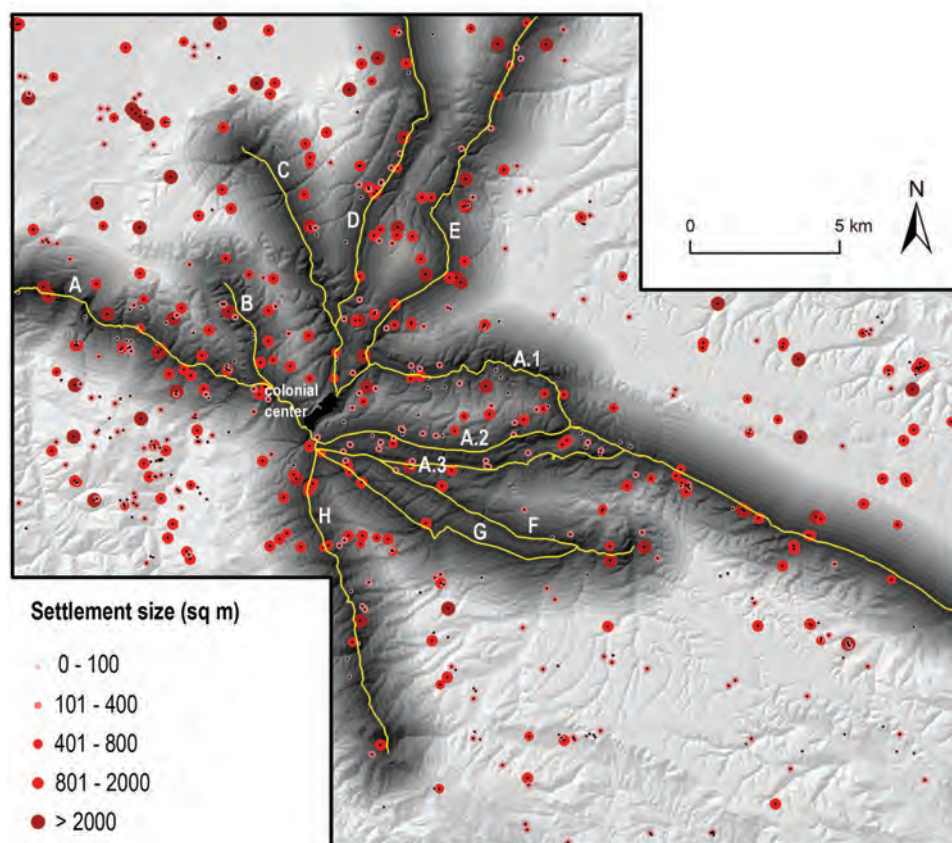 N
0 5 km
C
D
E
A
B
A.1
colonial
center
A.2
A.3
H
F
G
Settlement size (sq m)
0 - 100
101 - 400
401 - 800
801 - 2000
> 2000